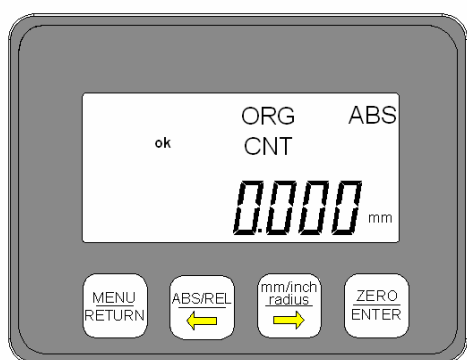 ORG ABS
ok CNT
0.000 mm
MENU
RETURN
ABS/REL
mm/inch
radius
ZERO
ENTER